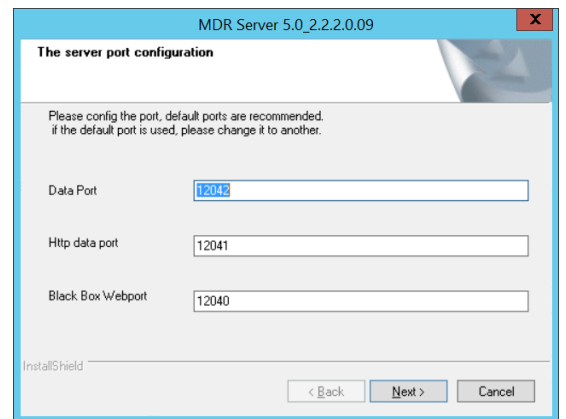 MDR Server 5.0_2.2.2.0.09
X
The server port configuration
Please config the port, default ports are recommended.
if the default port is used, please change it to another.
Data Port
12042
Http data port
12041
Black Box Webport
12040
InstallShield
< Back
Next >
Cancel